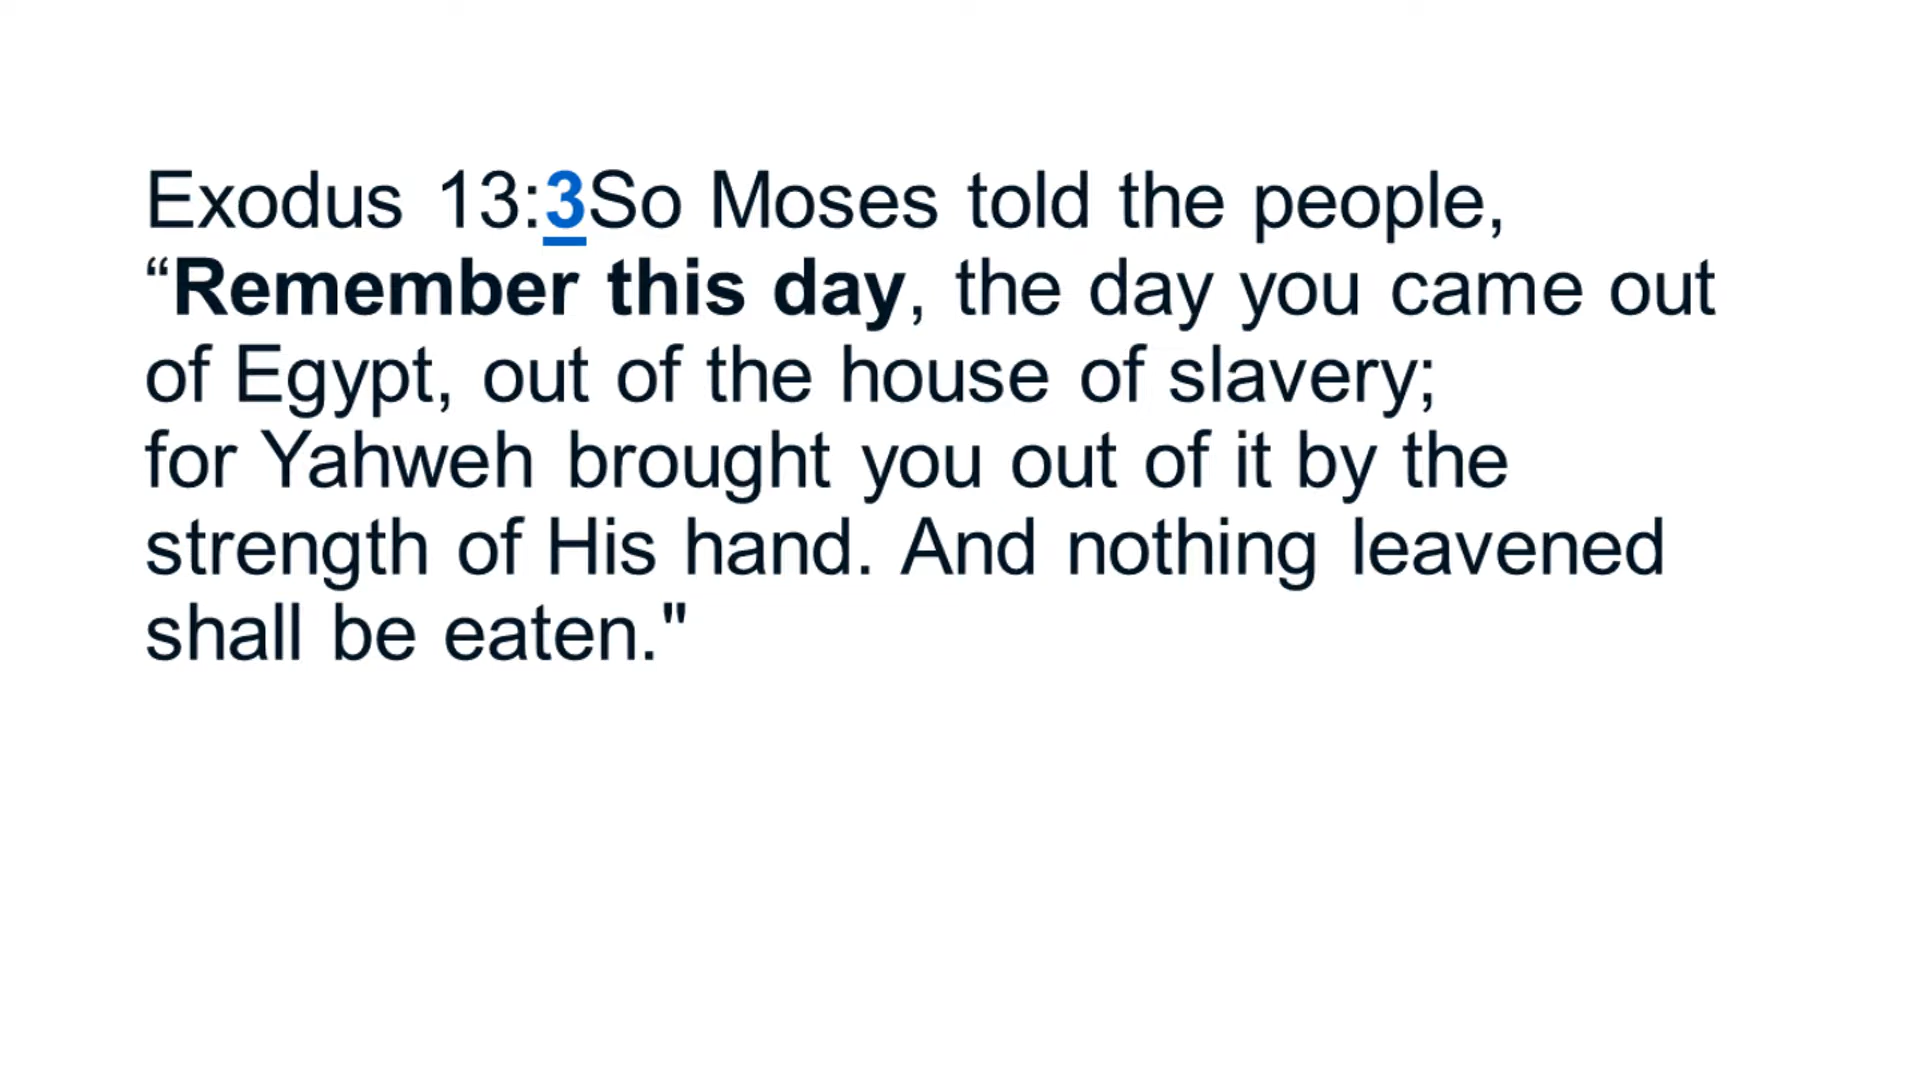 Exodus 13:3So Moses told the people,
“Remember this day, the day you came out
of Egypt, out of the house of slavery;
for Yahweh brought you out of it by the
strength of His hand. And nothing leavened
shall be eaten."